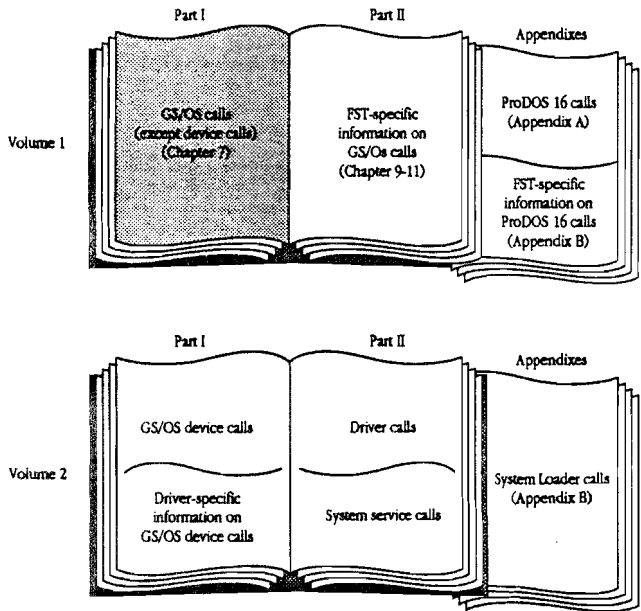 Part I
Part II
Appendixes
Volume 1
GS/OS calls
(except device calls)
(Chapter 7)
FST-specific
information on
GS/Os calls
(Chapter 9-11)
ProDOS 16 calls
(Appendix A)
FST-specific
information on
ProDOS 16 calls
(Appendix B)
Part I
Part II
Appendixes
Volume 2
GS/OS device calls
Driver-specific
information on
GS/OS device calls
Driver calls
System service calls
System Loader calls
(Appendix B)